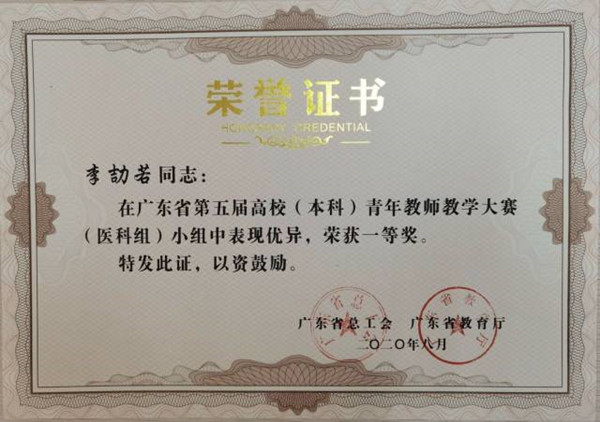 荣誉证书
HONORARY CREDENTIAL
李劼若同志：
在广东省第五届高校（本科）青年教师教学大赛
（医科组）小组中表现优异，荣获一等奖。
特发此证，以资鼓励。
广东省总工会 广东省教育厅
二〇二〇年八月